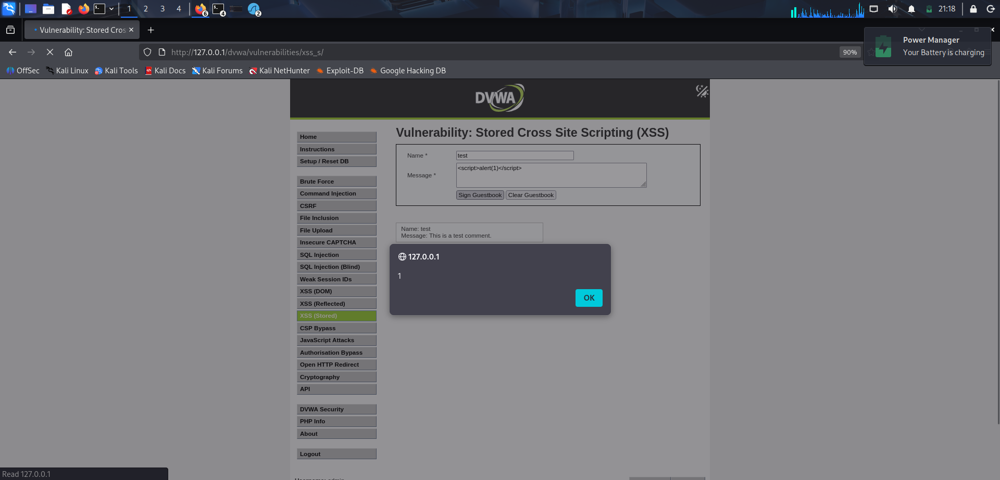 1 2 3 4 6 4 2 21:18
Vulnerability: Stored Cros
Power Manager
Your Battery is charging
http://127.0.0.1/dvwa/vulnerabilities/xss_s/ 90%
OffSec Kali Linux Kali Tools Kali Docs Kali Forums Kali NetHunter Exploit-DB Google Hacking DB
DVWA
Home
Instructions
Setup / Reset DB
Brute Force
Command Injection
CSRF
File Inclusion
File Upload
Insecure CAPTCHA
SQL Injection
SQL Injection (Blind)
Weak Session IDs
XSS (DOM)
XSS (Reflected)
XSS (Stored)
CSP Bypass
JavaScript Attacks
Authorisation Bypass
Open HTTP Redirect
Cryptography
API
DVWA Security
PHP Info
About
Logout
Vulnerability: Stored Cross Site Scripting (XSS)
Name * test
Message * <script>alert(1)</script>
Sign Guestbook Clear Guestbook
Name: test
Message: This is a test comment.
127.0.0.1
1
OK
Read 127.0.0.1